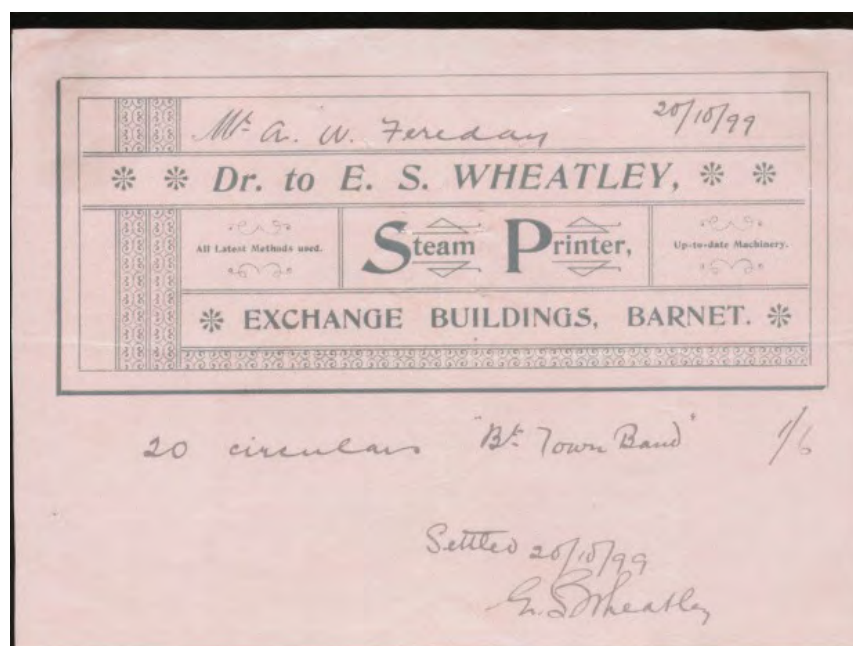 Mr. A. W. Fereday 20/10/99
Dr. to E. S. WHEATLEY,
All Latest Methods used.
Steam Printer,
Up-to-date Machinery.
EXCHANGE BUILDINGS, BARNET.
20 circulars "Bt. Town Band" 1/6
Settled 20/10/99
E. S. Wheatley